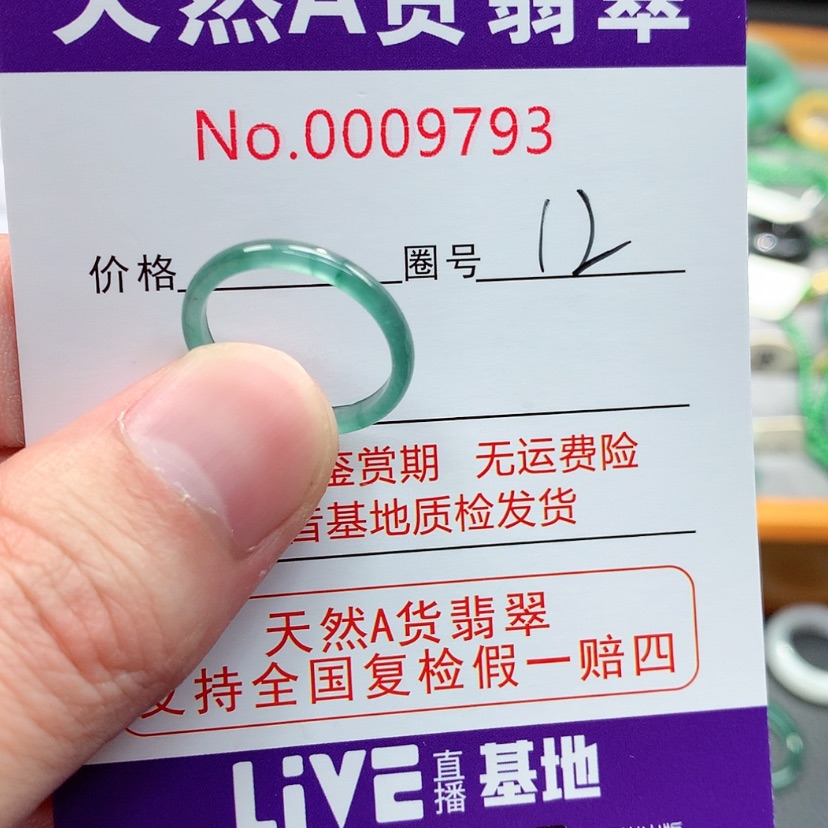 天然A货翡翠
No.0009793
价格 圈号 12
鉴赏期 无运费险
基地质检发货
天然A货翡翠
支持全国复检假一赔四
LiVE 直播 基地